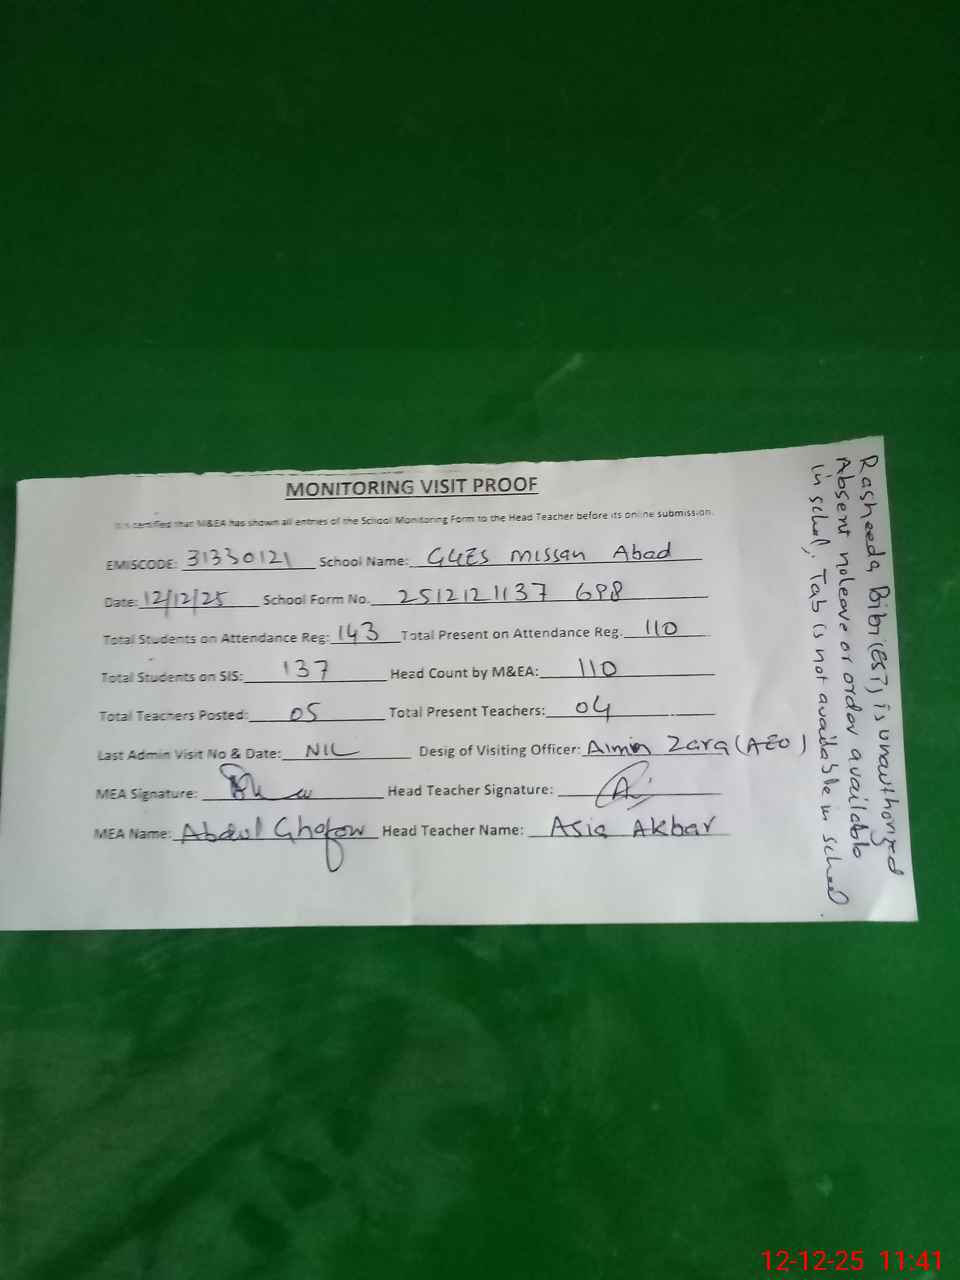 MONITORING VISIT PROOF
It is certified that M&EA has shown all entries of the School Monitoring Form to the Head Teacher before its online submission.
EMISCODE: 31330121 School Name: GGES Missan Abad
Date: 12/12/25 School Form No. 2512121137 698
Total Students on Attendance Reg: 143 Total Present on Attendance Reg. 110
Total Students on SIS: 137 Head Count by M&EA: 110
Total Teachers Posted: 05 Total Present Teachers: 04
Last Admin Visit No & Date: NIL Desig of Visiting Officer: Zara (AEO)
MEA Signature: Head Teacher Signature:
MEA Name: Abdul Ghafoor Head Teacher Name: Asia Akbar
Rasheeda Bibi (EST) is unauthorized
Absent no leave or order available
in school, Tab is not available in school.
12-12-25 11:41